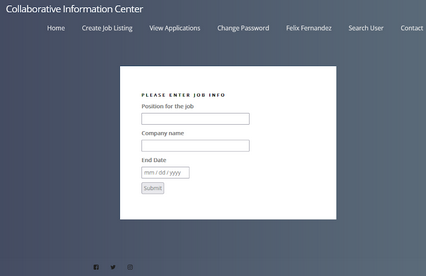 Collaborative Information Center
Home Create Job Listing View Applications Change Password Felix Fernandez Search User Contact
PLEASE ENTER JOB INFO
Position for the job
Company name
End Date
mm / dd / yyyy
Submit